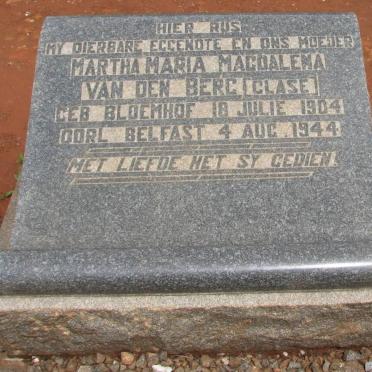 HIER RUS
MY DIERBARE EGGENOTE EN ONS MOEDER
MARTHA MARIA MAGDALENA
VAN DEN BERG (CLASE)
GEB BLOEMHOF 18 JULIE 1904
OORL BELFAST 4 AUG 1944
MET LIEFDE HET SY GEDIEN